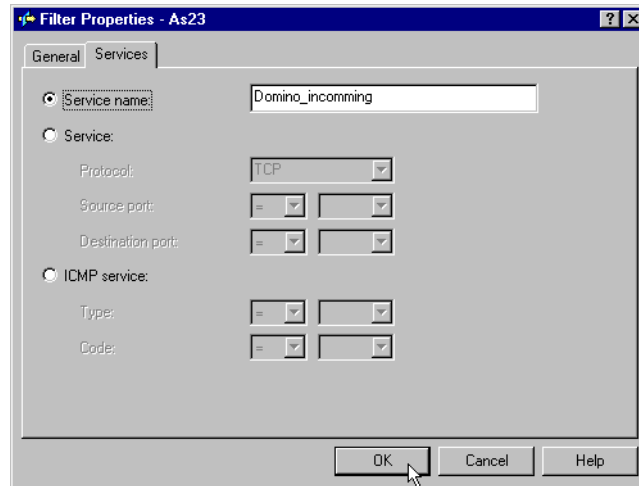 Filter Properties - As23
General Services
Service name: Domino_incomming
Service:
Protocol: TCP
Source port: =
Destination port: =
ICMP service:
Type: =
Code: =
OK Cancel Help